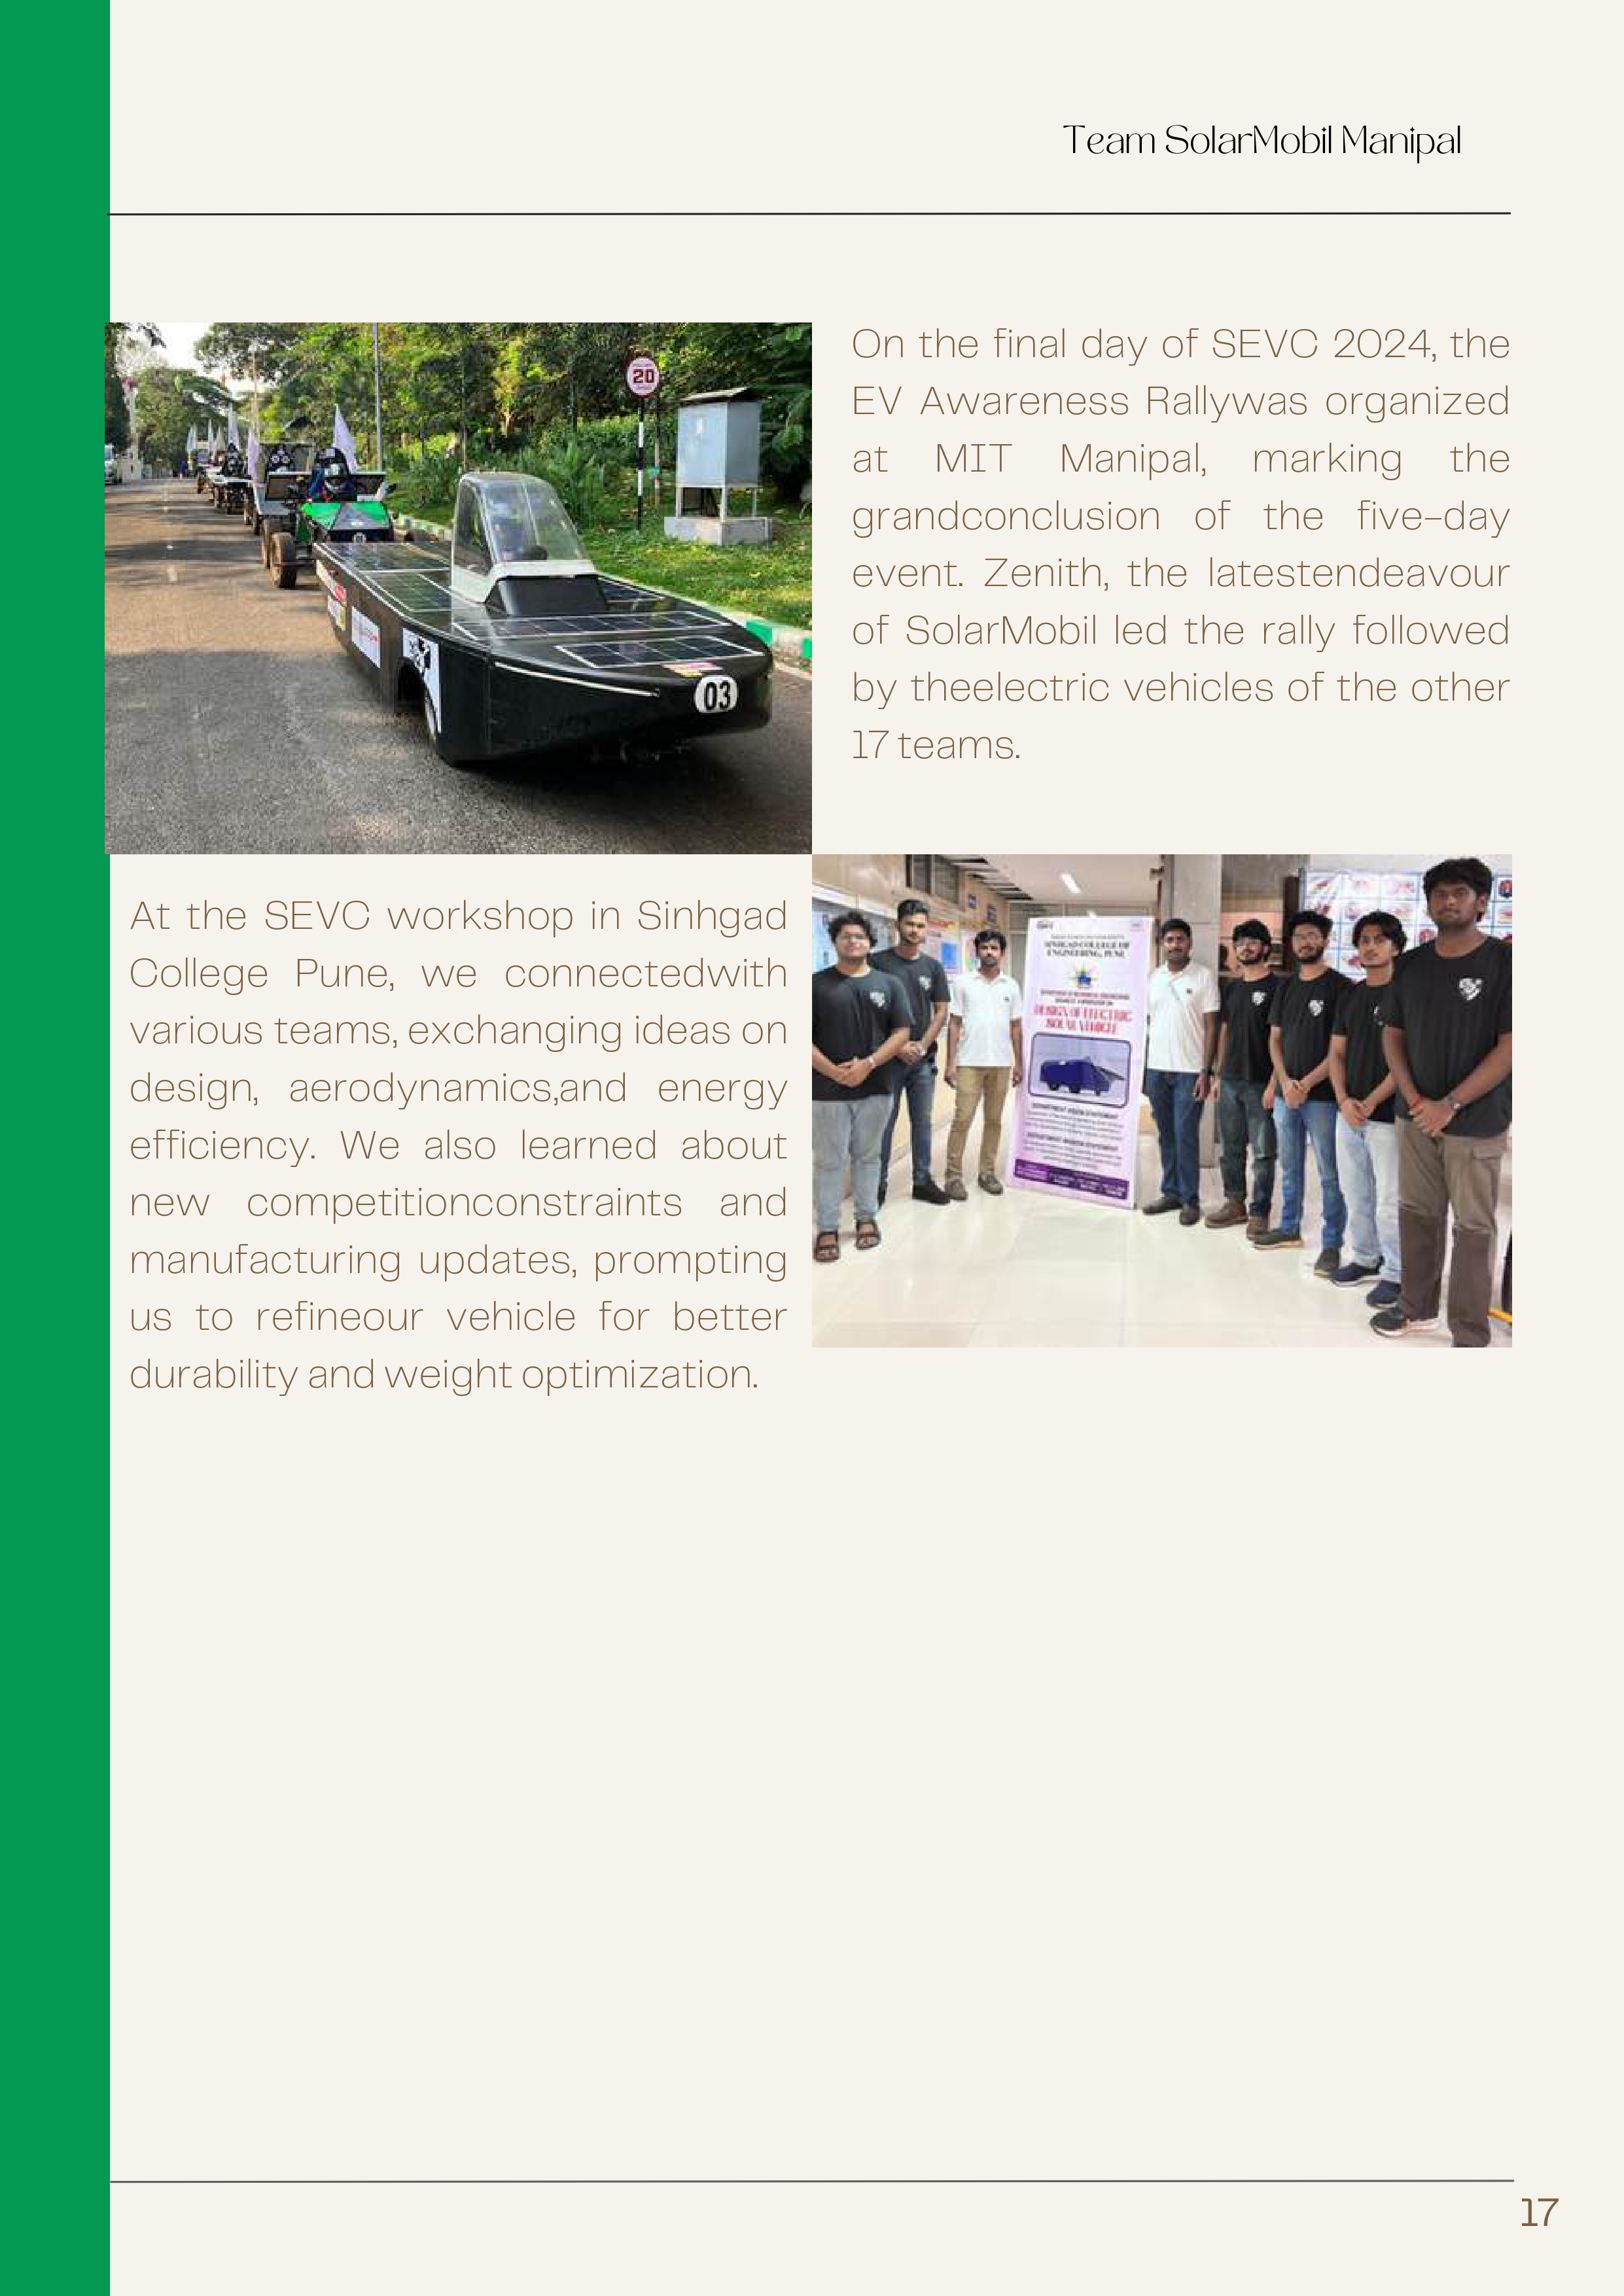 Team SolarMobil Manipal
20
03
On the final day of SEVC 2024, the
EV Awareness Rallywas organized
at MIT Manipal, marking the
grandconclusion of the five-day
event. Zenith, the latestendeavour
of SolarMobil led the rally followed
by theelectric vehicles of the other
17 teams.
At the SEVC workshop in Sinhgad
College Pune, we connectedwith
various teams, exchanging ideas on
design, aerodynamics,and energy
efficiency. We also learned about
new competitionconstraints and
manufacturing updates, prompting
us to refineour vehicle for better
durability and weight optimization.
SINHGAD COLLEGE OF
ENGINEERING, PUNE
DESIGN OF ELECTRIC
SOLAR VEHICLE
17